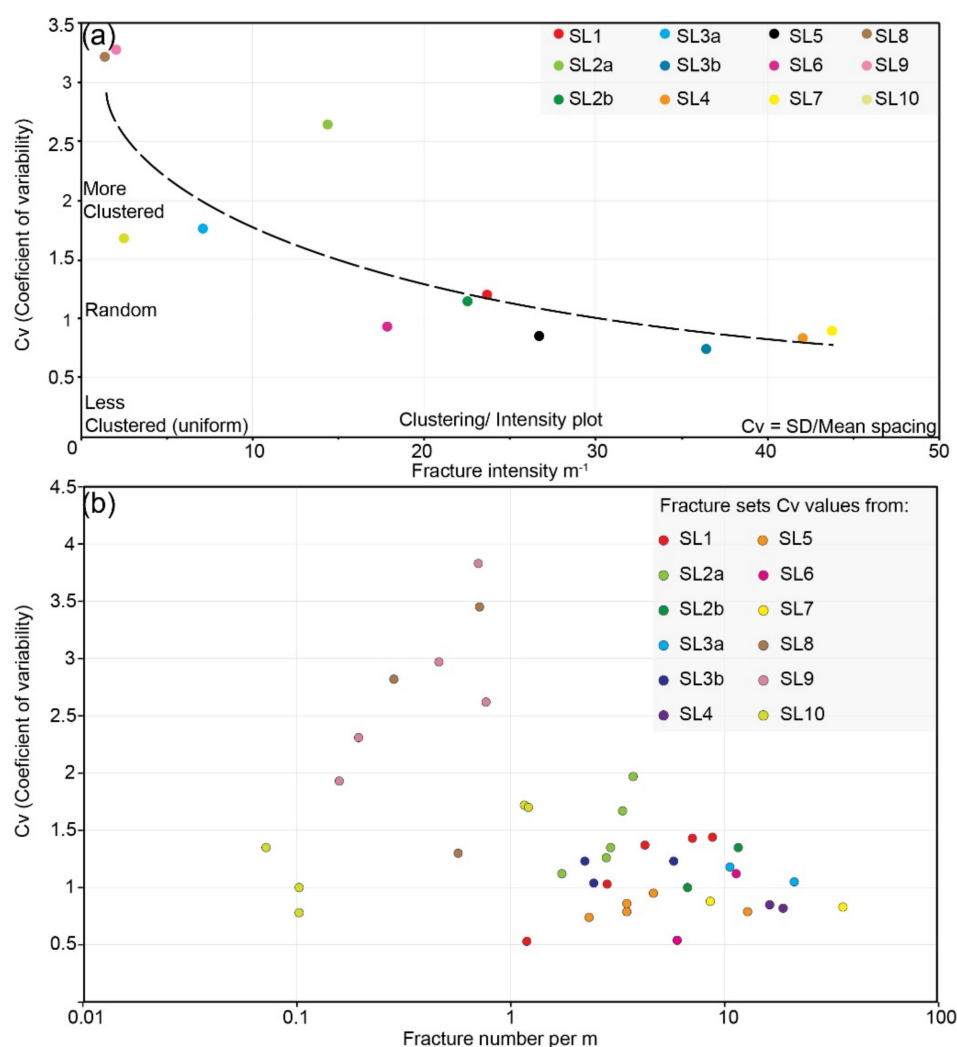 (a)
3.5
3
2.5
2
1.5
1
0.5
0
10
20
30
40
50
Cv (Coeficient of variability)
SL1
SL3a
SL5
SL8
SL2a
SL3b
SL6
SL9
SL2b
SL4
SL7
SL10
More
Clustered
Random
Less
Clustered (uniform)
Clustering/ Intensity plot
Cv = SD/Mean spacing
Fracture intensity m⁻¹
(b)
4.5
4
3.5
3
2.5
2
1.5
1
0.5
0.01
0.1
1
10
100
Cv (Coeficient of variability)
Fracture sets Cv values from:
SL1
SL5
SL2a
SL6
SL2b
SL7
SL3a
SL8
SL3b
SL9
SL4
SL10
Fracture number per m